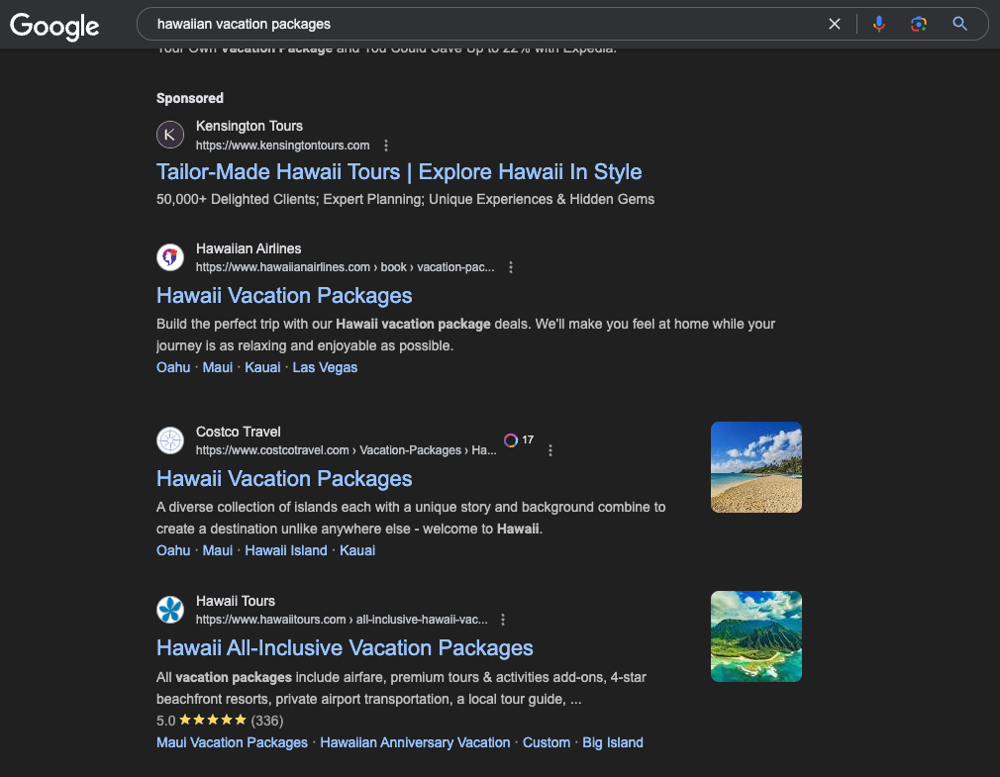 Google
hawaiian vacation packages
Your Own Vacation Package and You Could Save Up to 22% with Expedia.
Sponsored
K
Kensington Tours
https://www.kensingtontours.com
Tailor-Made Hawaii Tours | Explore Hawaii In Style
50,000+ Delighted Clients; Expert Planning; Unique Experiences & Hidden Gems
Hawaiian Airlines
https://www.hawaiianairlines.com › book › vacation-pac...
Hawaii Vacation Packages
Build the perfect trip with our Hawaii vacation package deals. We'll make you feel at home while your
journey is as relaxing and enjoyable as possible.
Oahu · Maui · Kauai · Las Vegas
Costco Travel
https://www.costcotravel.com › Vacation-Packages › Ha...
17
Hawaii Vacation Packages
A diverse collection of islands each with a unique story and background combine to
create a destination unlike anywhere else - welcome to Hawaii.
Oahu · Maui · Hawaii Island · Kauai
Hawaii Tours
https://www.hawaiitours.com › all-inclusive-hawaii-vac...
Hawaii All-Inclusive Vacation Packages
All vacation packages include airfare, premium tours & activities add-ons, 4-star
beachfront resorts, private airport transportation, a local tour guide, ...
5.0 ★★★★★ (336)
Maui Vacation Packages · Hawaiian Anniversary Vacation · Custom · Big Island